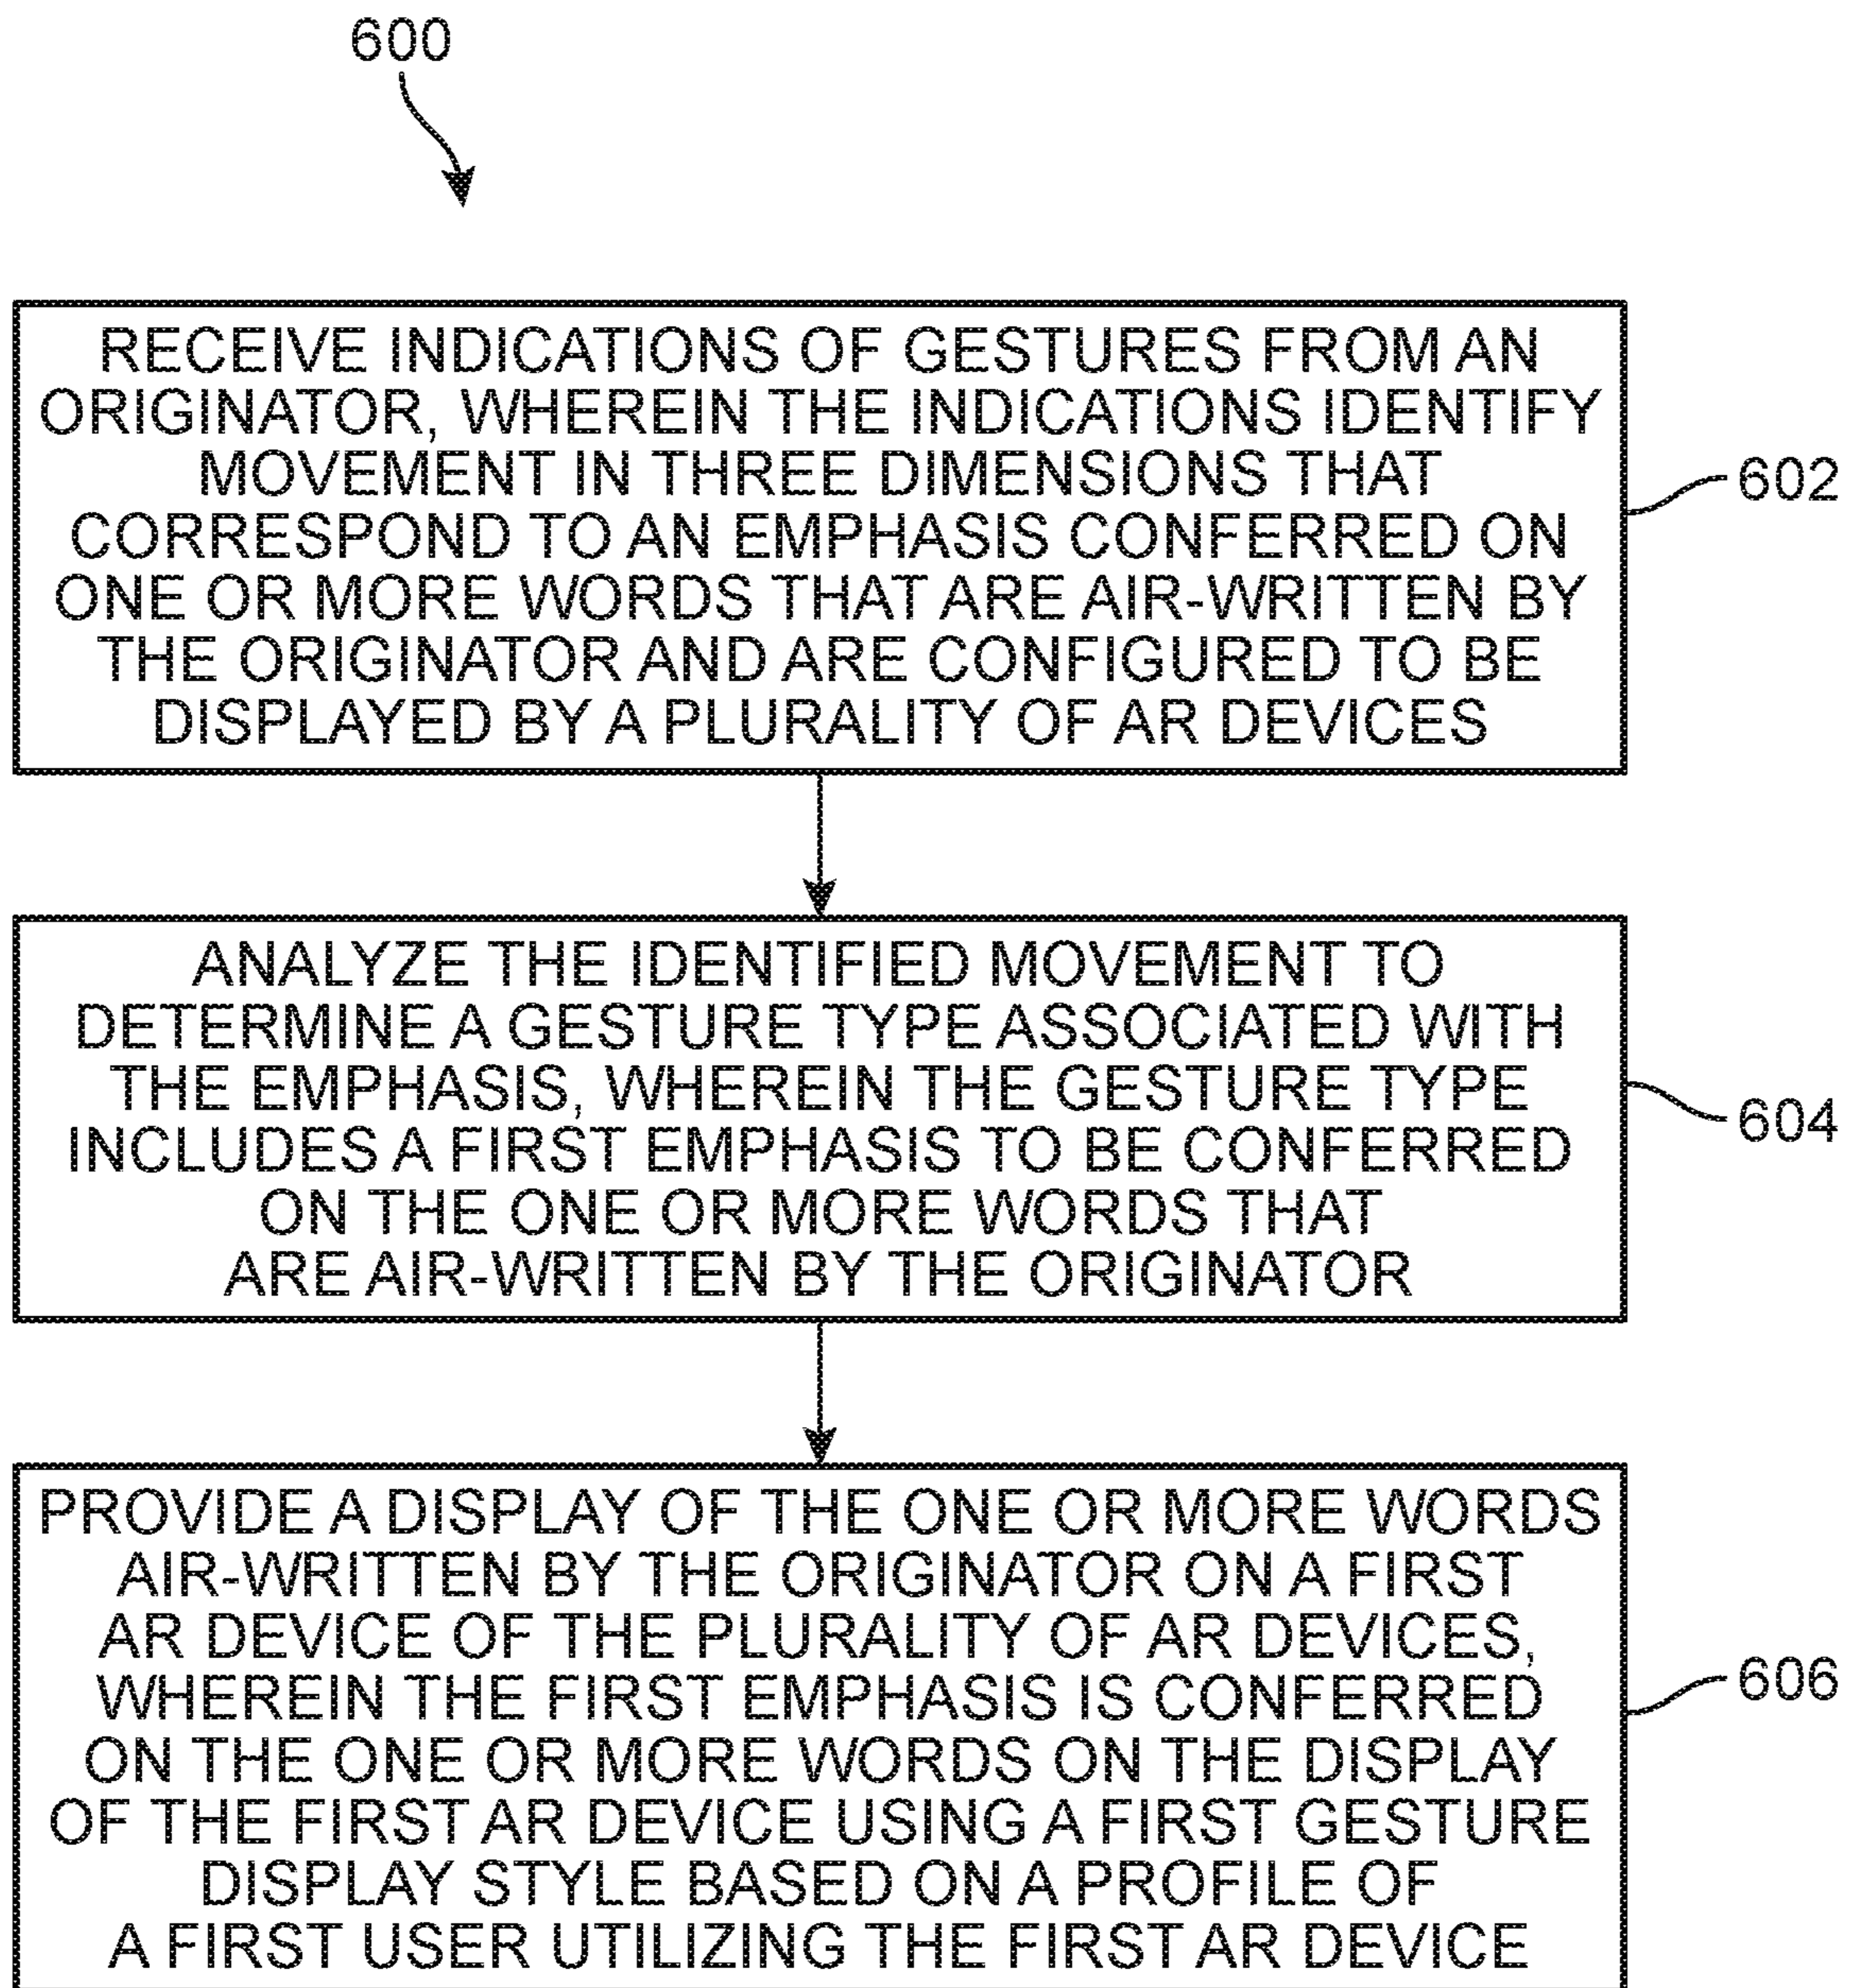 600
RECEIVE INDICATIONS OF GESTURES FROM AN
ORIGINATOR, WHEREIN THE INDICATIONS IDENTIFY
MOVEMENT IN THREE DIMENSIONS THAT
CORRESPOND TO AN EMPHASIS CONFERRED ON
ONE OR MORE WORDS THAT ARE AIR-WRITTEN BY
THE ORIGINATOR AND ARE CONFIGURED TO BE
DISPLAYED BY A PLURALITY OF AR DEVICES
602
ANALYZE THE IDENTIFIED MOVEMENT TO
DETERMINE A GESTURE TYPE ASSOCIATED WITH
THE EMPHASIS, WHEREIN THE GESTURE TYPE
INCLUDES A FIRST EMPHASIS TO BE CONFERRED
ON THE ONE OR MORE WORDS THAT
ARE AIR-WRITTEN BY THE ORIGINATOR
604
PROVIDE A DISPLAY OF THE ONE OR MORE WORDS
AIR-WRITTEN BY THE ORIGINATOR ON A FIRST
AR DEVICE OF THE PLURALITY OF AR DEVICES,
WHEREIN THE FIRST EMPHASIS IS CONFERRED
ON THE ONE OR MORE WORDS ON THE DISPLAY
OF THE FIRST AR DEVICE USING A FIRST GESTURE
DISPLAY STYLE BASED ON A PROFILE OF
A FIRST USER UTILIZING THE FIRST AR DEVICE
606